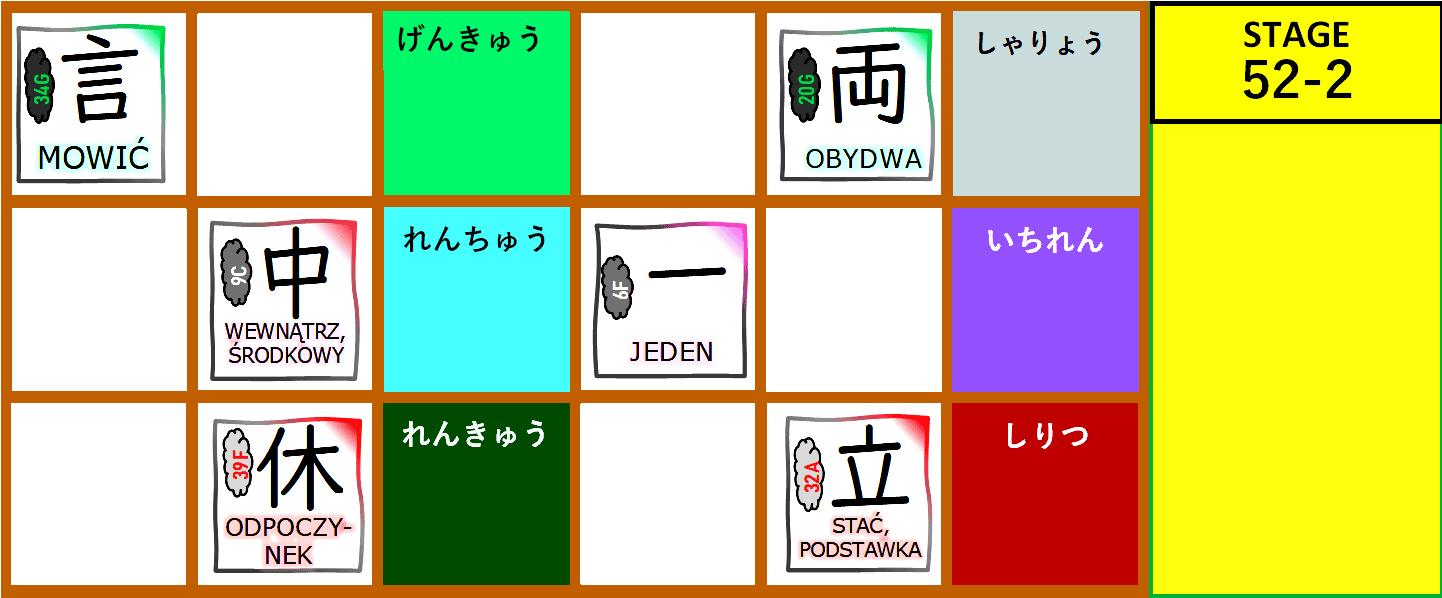 言
34G
MOWIĆ
げんきゅう
両
20G
OBYDWA
しゃりょう
STAGE
52-2
中
9C
WEWNĄTRZ,
ŚRODKOWY
れんちゅう
一
6F
JEDEN
いちれん
休
39F
ODPOCZY-
NEK
れんきゅう
立
32A
STAĆ,
PODSTAWKA
しりつ